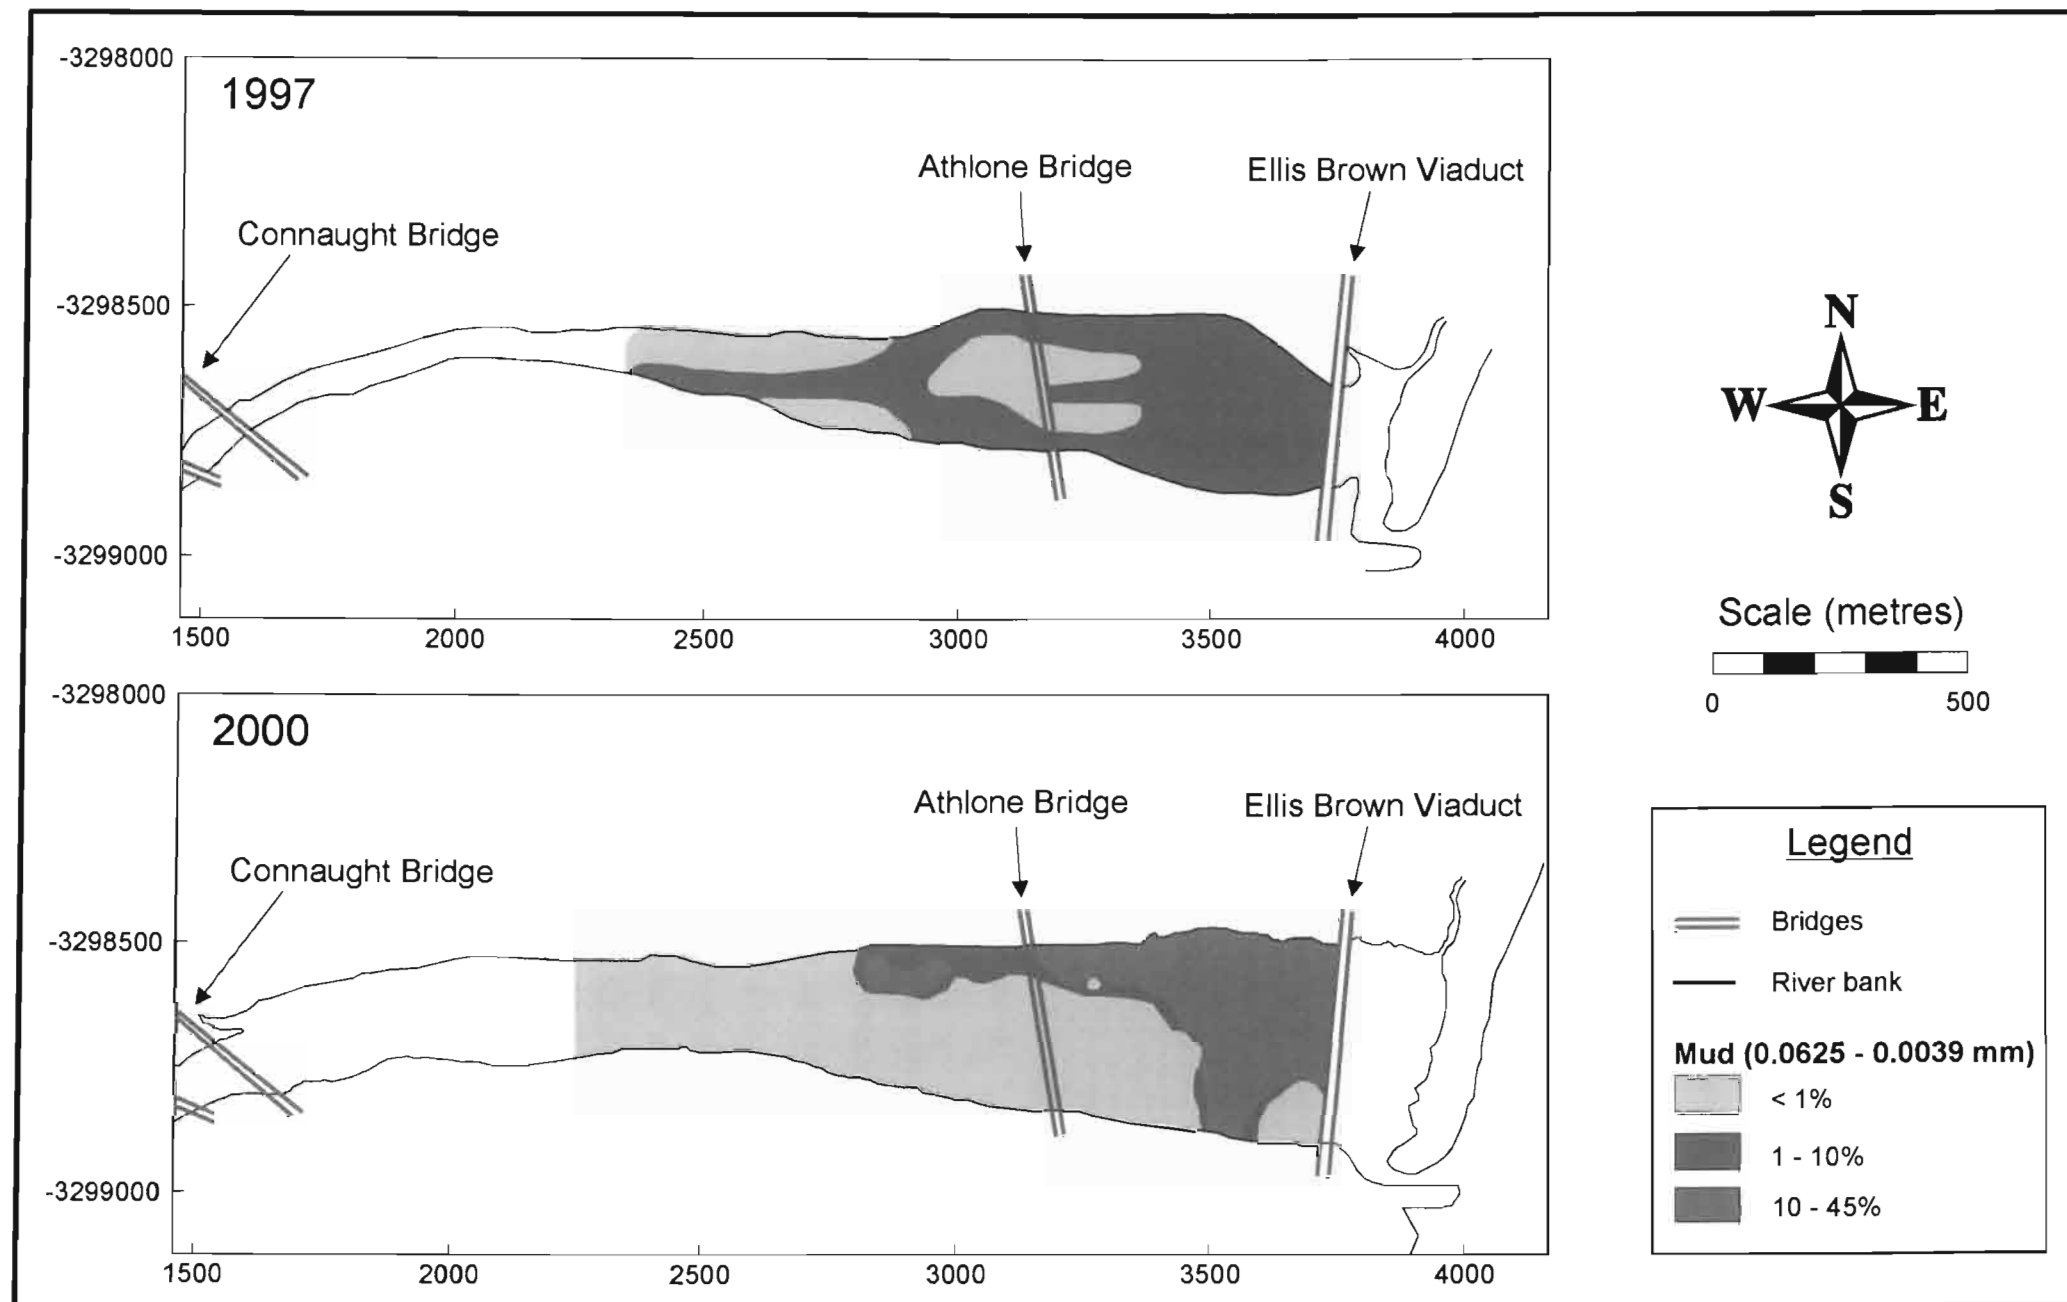 -3298000
1997
Athlone Bridge
Ellis Brown Viaduct
Connaught Bridge
-3298500
-3299000
1500 2000 2500 3000 3500 4000
-3298000
2000
Athlone Bridge
Ellis Brown Viaduct
Connaught Bridge
-3298500
-3299000
1500 2000 2500 3000 3500 4000
N
W E
S
Scale (metres)
0 500
Legend
Bridges
River bank
Mud (0.0625 - 0.0039 mm)
< 1%
1 - 10%
10 - 45%